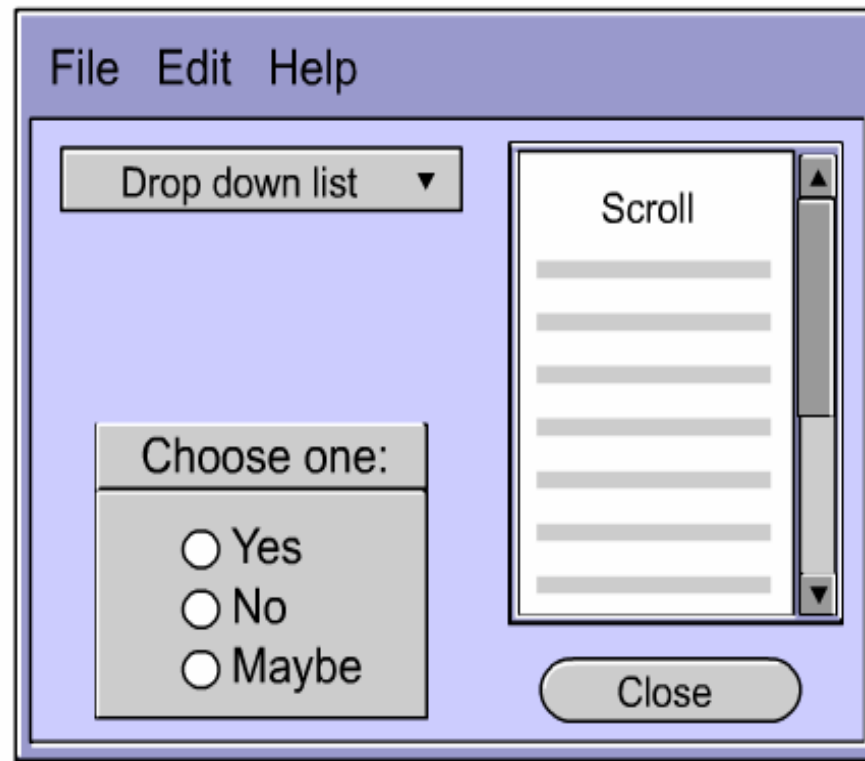 File Edit Help
Drop down list ▼
Scroll
Choose one:
Yes
No
Maybe
Close